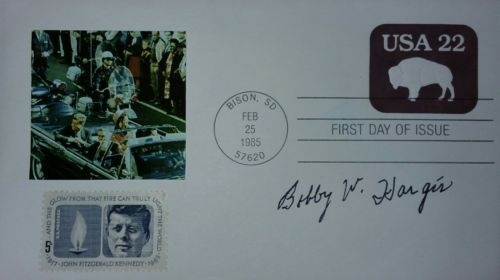 USA 22
BISON, SD
FEB
25
1985
57620
FIRST DAY OF ISSUE
Bobby W. Hargis
AND THE GLOW FROM THAT FIRE CAN TRULY LIGHT THE WORLD
U.S. POSTAGE
5¢
1917 · JOHN FITZGERALD KENNEDY · 1963